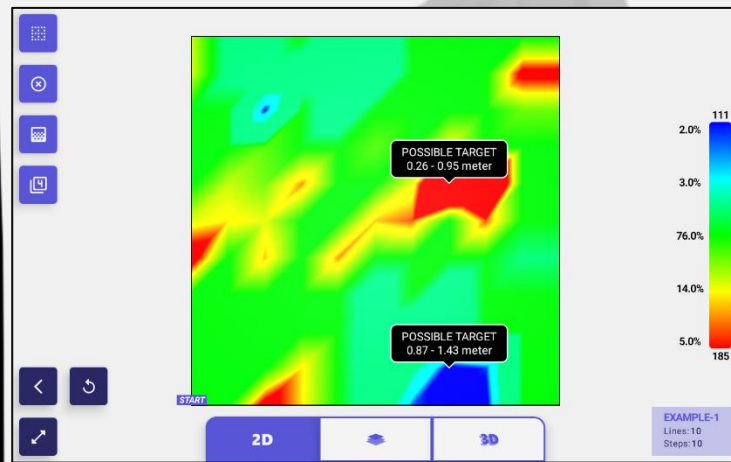 POSSIBLE TARGET
0.26 - 0.95 meter
POSSIBLE TARGET
0.87 - 1.43 meter
START
111
2.0%
3.0%
76.0%
14.0%
5.0%
185
4
2D
3D
EXAMPLE-1
Lines: 10
Steps: 10